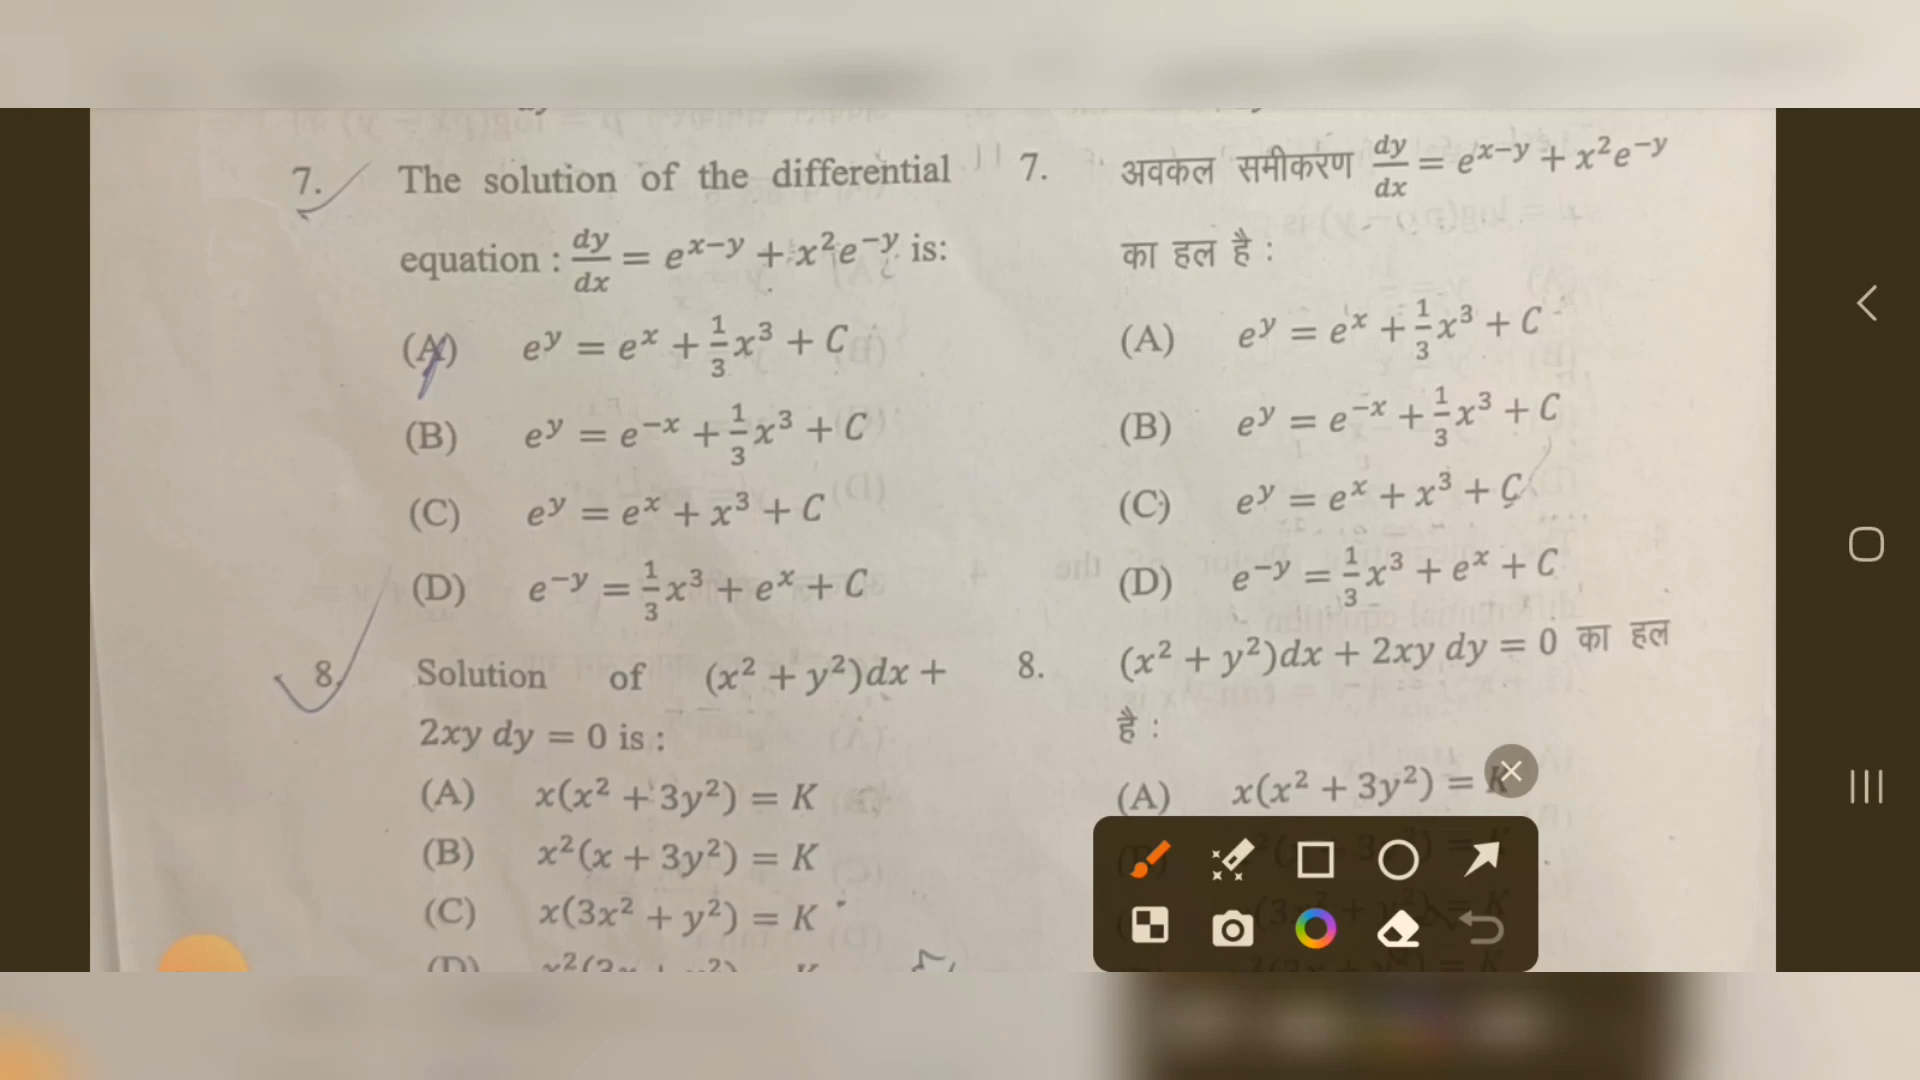 7. The solution of the differential
equation : dy/dx = e^{x−y} + x²e^{−y} is:
(A) e^y = e^x + 1/3 x³ + C
(B) e^y = e^{−x} + 1/3 x³ + C
(C) e^y = e^x + x³ + C
(D) e^{−y} = 1/3 x³ + e^x + C
8. Solution of (x² + y²)dx +
2xy dy = 0 is :
(A) x(x² + 3y²) = K
(B) x²(x + 3y²) = K
(C) x(3x² + y²) = K
(D)
7. अवकल समीकरण dy/dx = e^{x−y} + x²e^{−y}
का हल है :
(A) e^y = e^x + 1/3 x³ + C
(B) e^y = e^{−x} + 1/3 x³ + C
(C) e^y = e^x + x³ + C
(D) e^{−y} = 1/3 x³ + e^x + C
8. (x² + y²)dx + 2xy dy = 0 का हल
है :
(A) x(x² + 3y²) = K